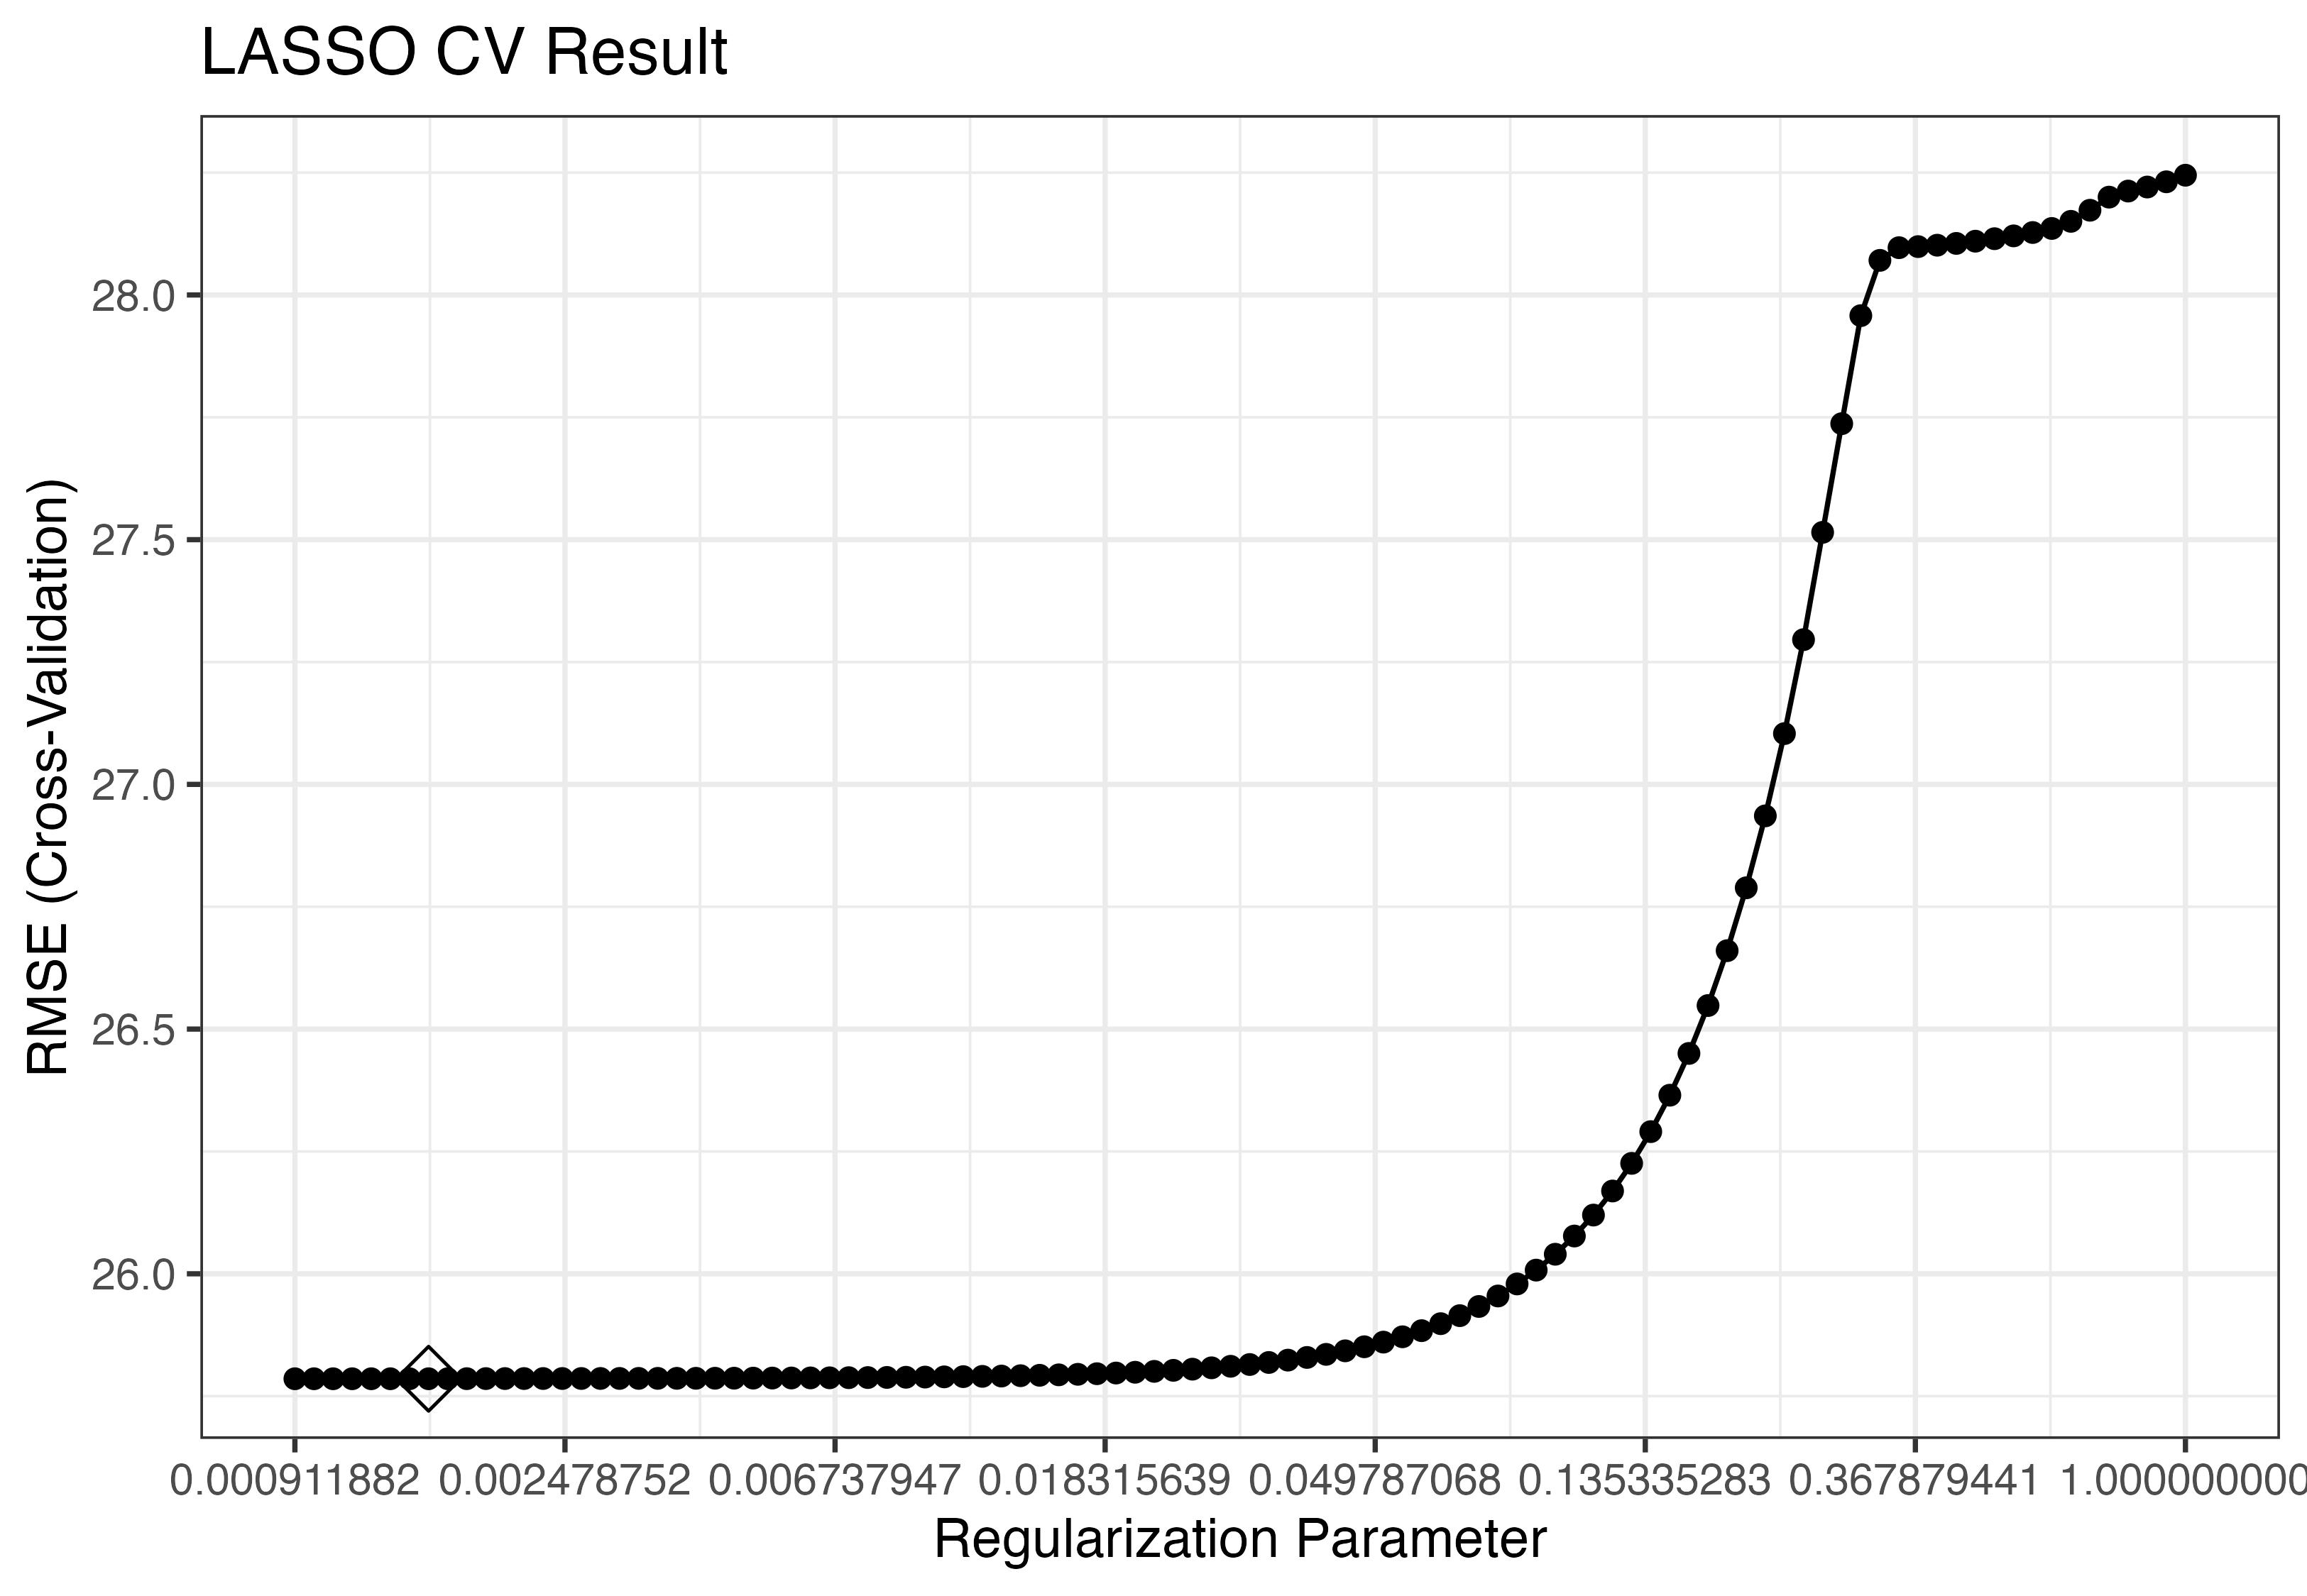 LASSO CV Result
RMSE (Cross-Validation)
28.0
27.5
27.0
26.5
26.0
0.000911882 0.002478752 0.006737947 0.018315639 0.049787068 0.135335283 0.367879441 1.000000000
Regularization Parameter